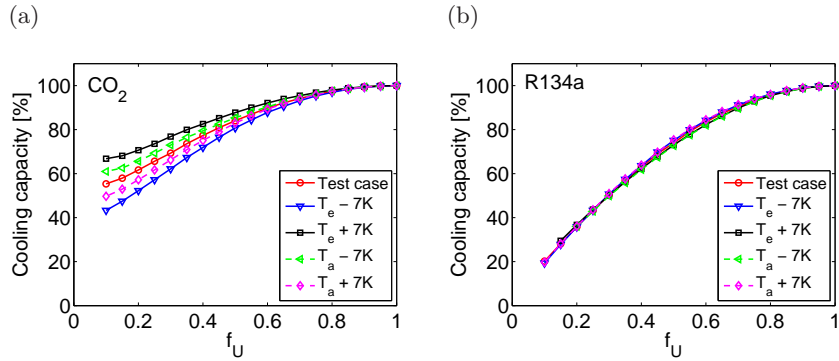 (a)
(b)
CO2
Cooling capacity [%]
100
80
60
40
20
0
0 0.2 0.4 0.6 0.8 1
fU
Test case
Te − 7K
Te + 7K
Ta − 7K
Ta + 7K
R134a
Cooling capacity [%]
100
80
60
40
20
0
0 0.2 0.4 0.6 0.8 1
fU
Test case
Te − 7K
Te + 7K
Ta − 7K
Ta + 7K